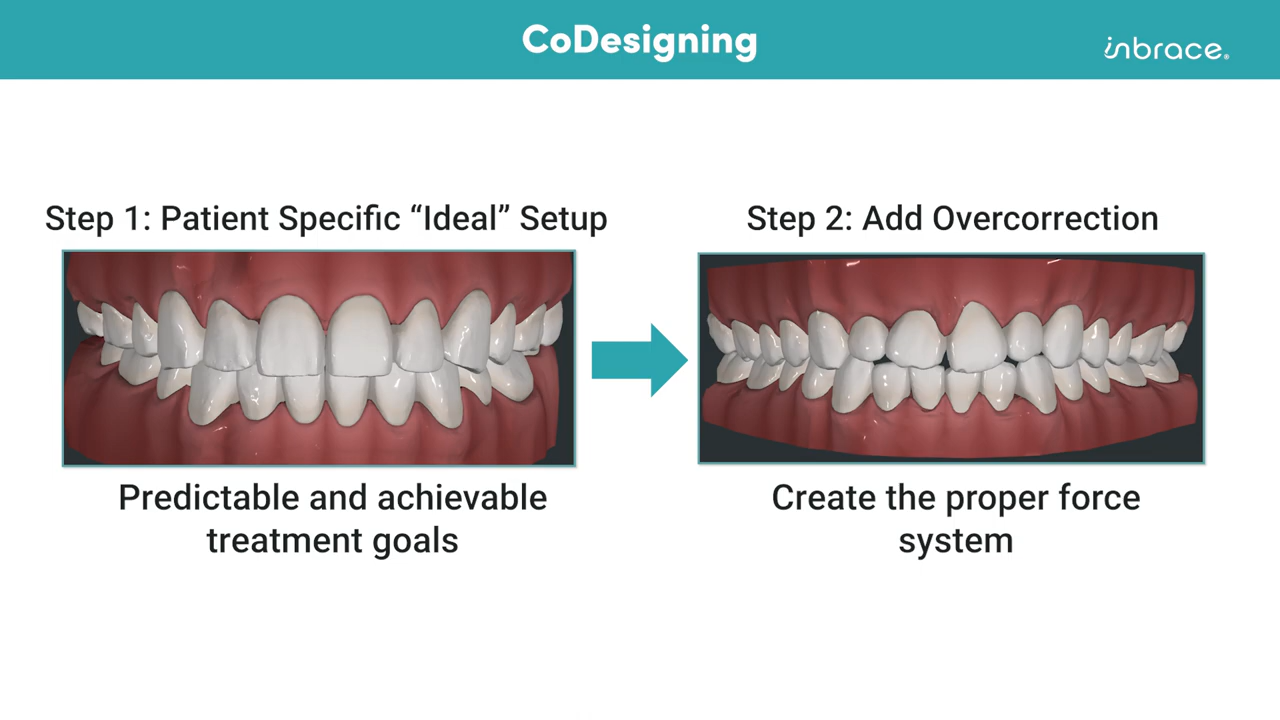 CoDesigning
inbrace®
Step 1: Patient Specific “Ideal” Setup
Predictable and achievable
treatment goals
Step 2: Add Overcorrection
Create the proper force
system